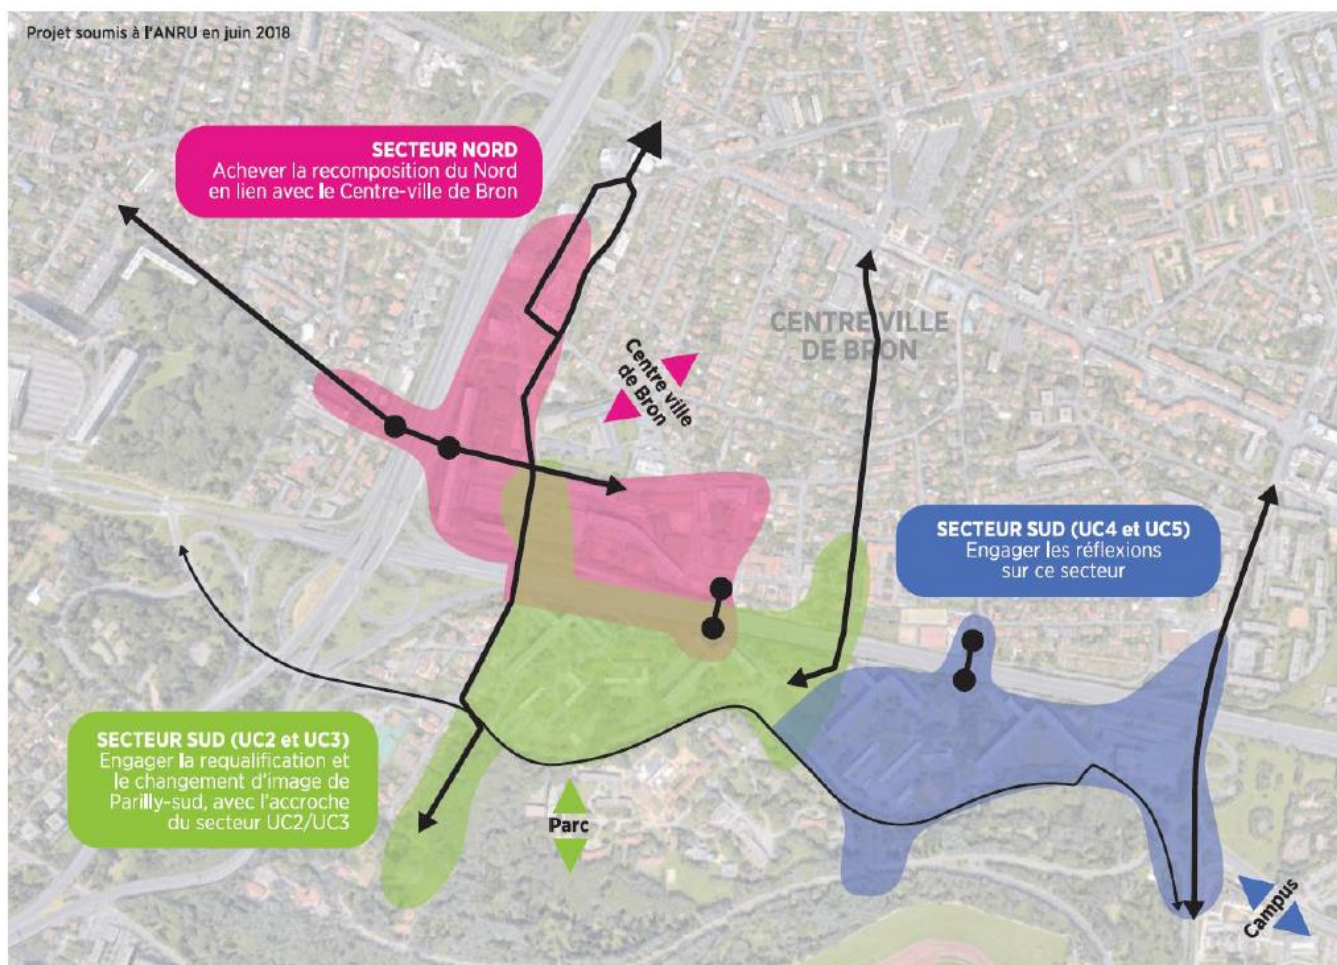 Projet soumis à l'ANRU en juin 2018
SECTEUR NORD
Achever la recomposition du Nord
en lien avec le Centre-ville de Bron
CENTRE VILLE
DE BRON
Centre ville
de Bron
SECTEUR SUD (UC4 et UC5)
Engager les réflexions
sur ce secteur
SECTEUR SUD (UC2 et UC3)
Engager la requalification et
le changement d'image de
Parilly-sud, avec l'accroche
du secteur UC2/UC3
Parc
Campus